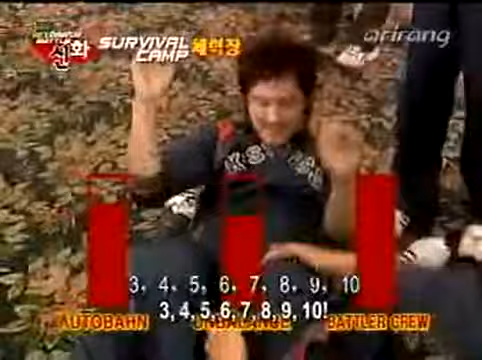 신화 SURVIVAL CAMP 체력장
arirang
3, 4, 5, 6, 7, 8, 9, 10
3, 4, 5, 6, 7, 8, 9, 10!
AUTOBAHN UNBALANCE BATTLER CREW